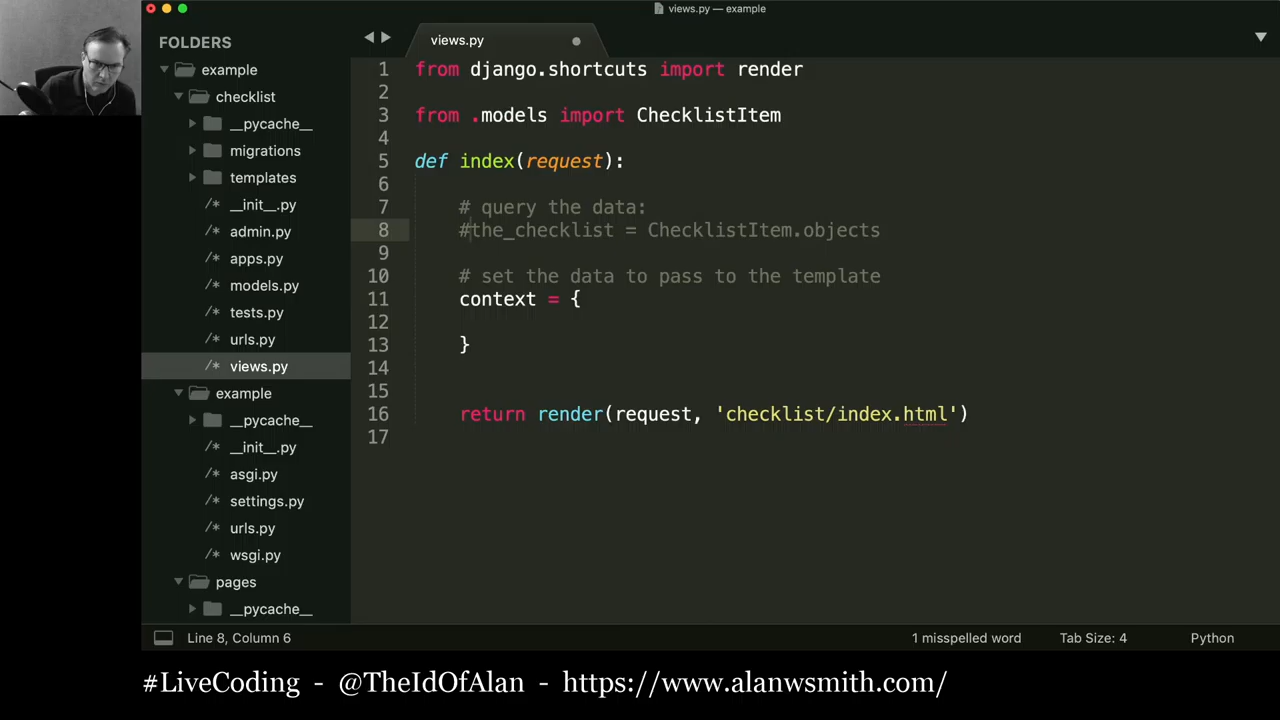 views.py — example
FOLDERS
example
checklist
__pycache__
migrations
templates
/* __init__.py
/* admin.py
/* apps.py
/* models.py
/* tests.py
/* urls.py
/* views.py
example
__pycache__
/* __init__.py
/* asgi.py
/* settings.py
/* urls.py
/* wsgi.py
pages
__pycache__
views.py
1 from django.shortcuts import render
2
3 from .models import ChecklistItem
4
5 def index(request):
6
7 # query the data:
8 #the_checklist = ChecklistItem.objects
9
10 # set the data to pass to the template
11 context = {
12
13 }
14
15
16 return render(request, 'checklist/index.html')
17
Line 8, Column 6
1 misspelled word
Tab Size: 4
Python
#LiveCoding - @TheIdOfAlan - https://www.alanwsmith.com/